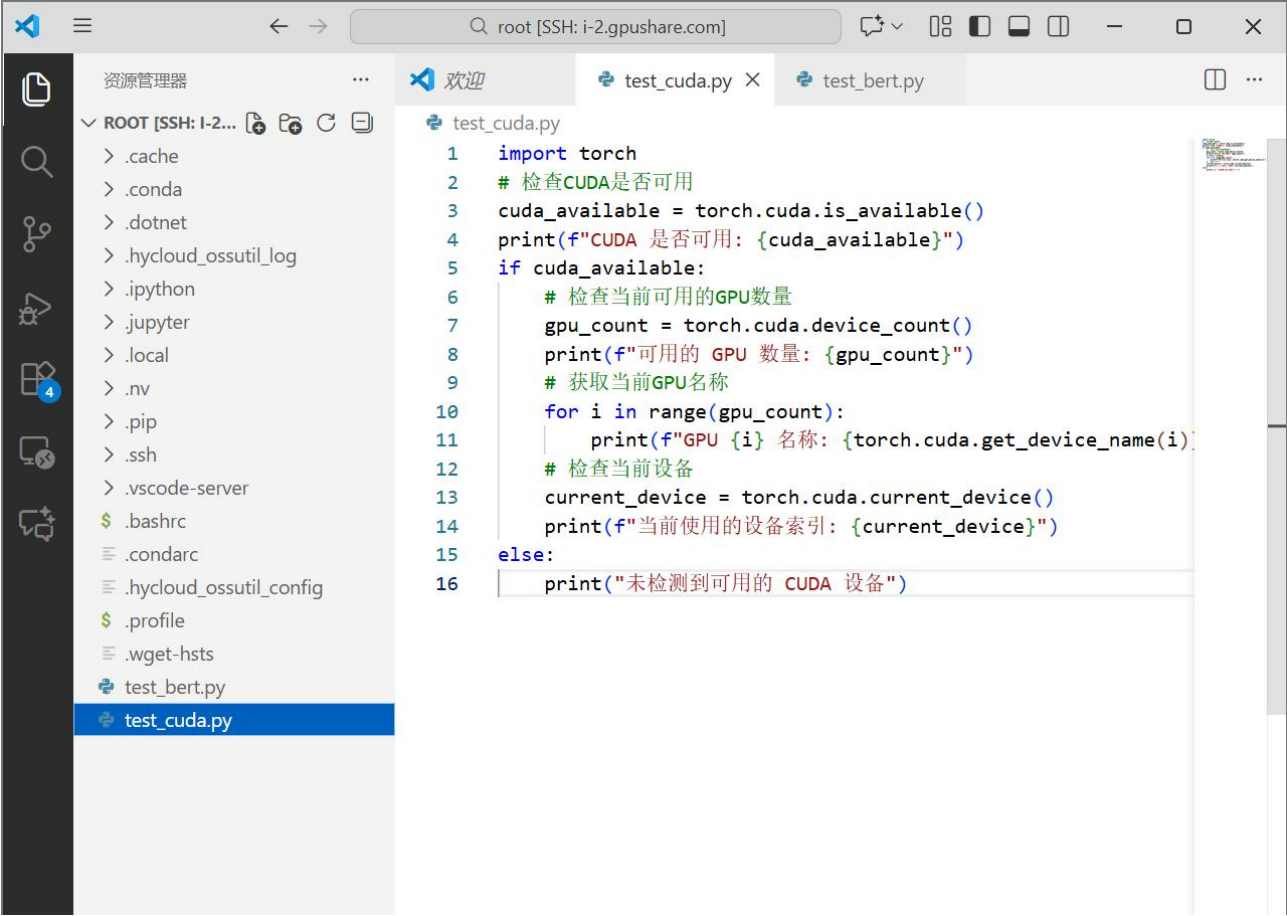 root [SSH: i-2.gpushare.com]
资源管理器
欢迎
test_cuda.py
test_bert.py
ROOT [SSH: I-2...
test_cuda.py
.cache
.conda
.dotnet
.hycloud_ossutil_log
.ipython
.jupyter
.local
.nv
.pip
.ssh
.vscode-server
$ .bashrc
.condarc
.hycloud_ossutil_config
$ .profile
.wget-hsts
test_bert.py
test_cuda.py
4
1 import torch
2 # 检查CUDA是否可用
3 cuda_available = torch.cuda.is_available()
4 print(f"CUDA 是否可用: {cuda_available}")
5 if cuda_available:
6     # 检查当前可用的GPU数量
7     gpu_count = torch.cuda.device_count()
8     print(f"可用的 GPU 数量: {gpu_count}")
9     # 获取当前GPU名称
10     for i in range(gpu_count):
11         print(f"GPU {i} 名称: {torch.cuda.get_device_name(i)
12     # 检查当前设备
13     current_device = torch.cuda.current_device()
14     print(f"当前使用的设备索引: {current_device}")
15 else:
16     print("未检测到可用的 CUDA 设备")